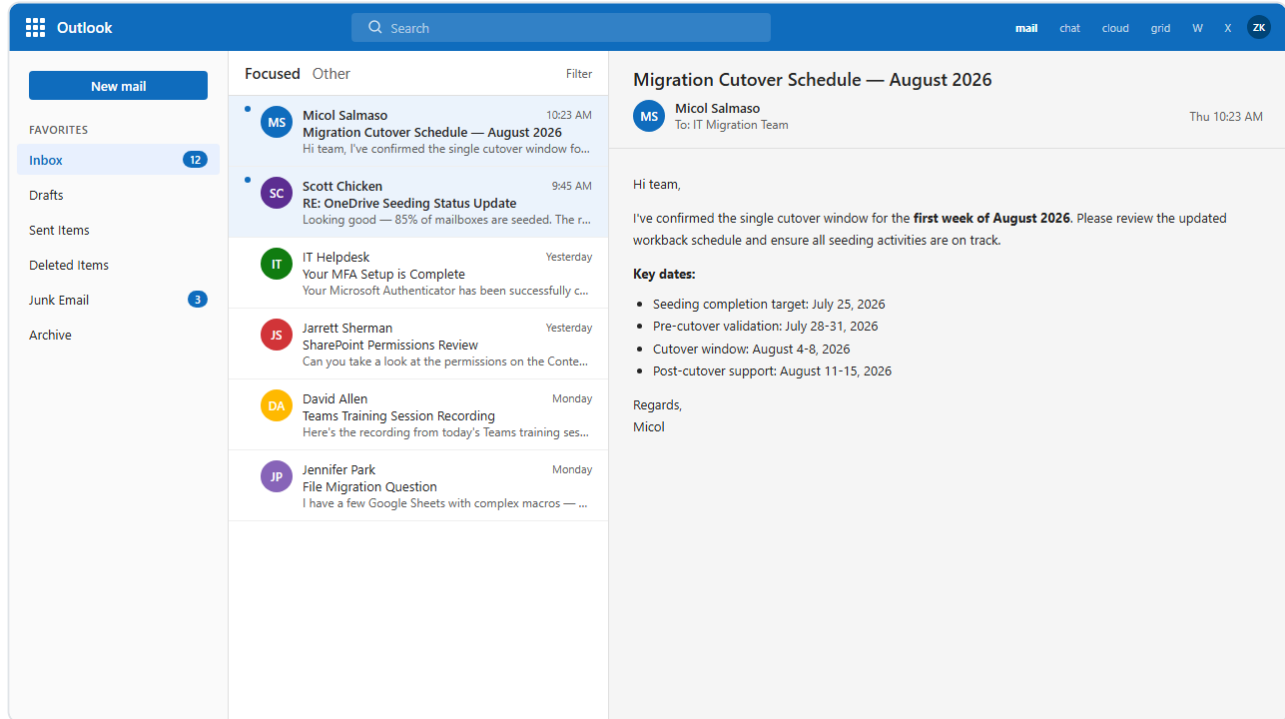 Outlook
Search
mail chat cloud grid W X ZK
New mail
FAVORITES
Inbox 12
Drafts
Sent Items
Deleted Items
Junk Email 3
Archive
Focused Other Filter
MS Micol Salmaso 10:23 AM
Migration Cutover Schedule — August 2026
Hi team, I've confirmed the single cutover window fo...
SC Scott Chicken 9:45 AM
RE: OneDrive Seeding Status Update
Looking good — 85% of mailboxes are seeded. The r...
IT IT Helpdesk Yesterday
Your MFA Setup is Complete
Your Microsoft Authenticator has been successfully c...
JS Jarrett Sherman Yesterday
SharePoint Permissions Review
Can you take a look at the permissions on the Conte...
DA David Allen Monday
Teams Training Session Recording
Here's the recording from today's Teams training ses...
JP Jennifer Park Monday
File Migration Question
I have a few Google Sheets with complex macros — ...
Migration Cutover Schedule — August 2026
MS Micol Salmaso
To: IT Migration Team
Thu 10:23 AM
Hi team,
I've confirmed the single cutover window for the first week of August 2026. Please review the updated
workback schedule and ensure all seeding activities are on track.
Key dates:
• Seeding completion target: July 25, 2026
• Pre-cutover validation: July 28-31, 2026
• Cutover window: August 4-8, 2026
• Post-cutover support: August 11-15, 2026
Regards,
Micol